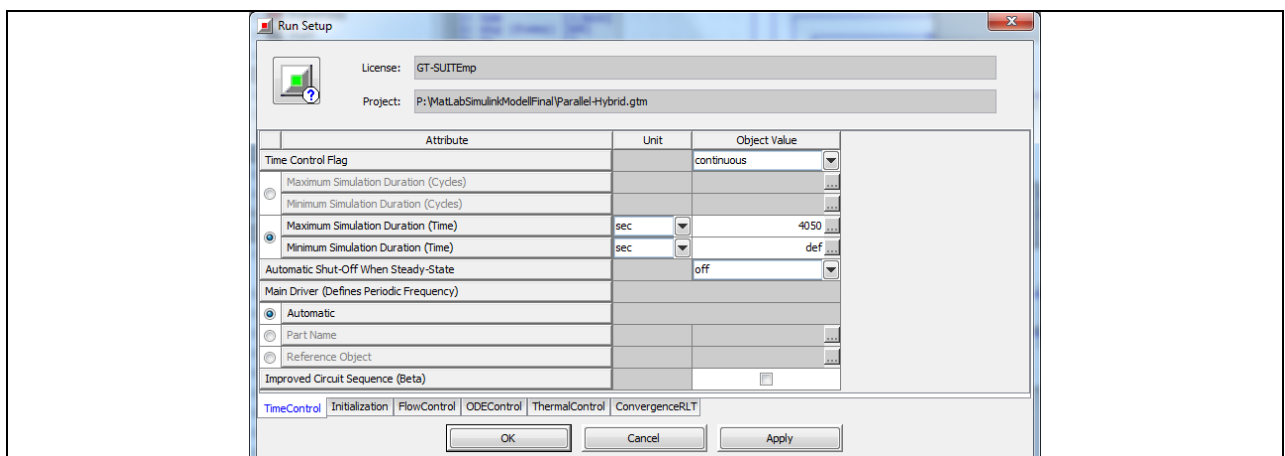 Run Setup
License: GT-SUITEmp
Project: P:\MatLabSimulinkModellFinal\Parallel-Hybrid.gtm
Attribute Unit Object Value
Time Control Flag continuous
Maximum Simulation Duration (Cycles) ...
Minimum Simulation Duration (Cycles) ...
Maximum Simulation Duration (Time) sec 4050 ...
Minimum Simulation Duration (Time) sec def ...
Automatic Shut-Off When Steady-State off
Main Driver (Defines Periodic Frequency)
Automatic
Part Name ...
Reference Object ...
Improved Circuit Sequence (Beta)
TimeControl Initialization FlowControl ODEControl ThermalControl ConvergenceRLT
OK Cancel Apply